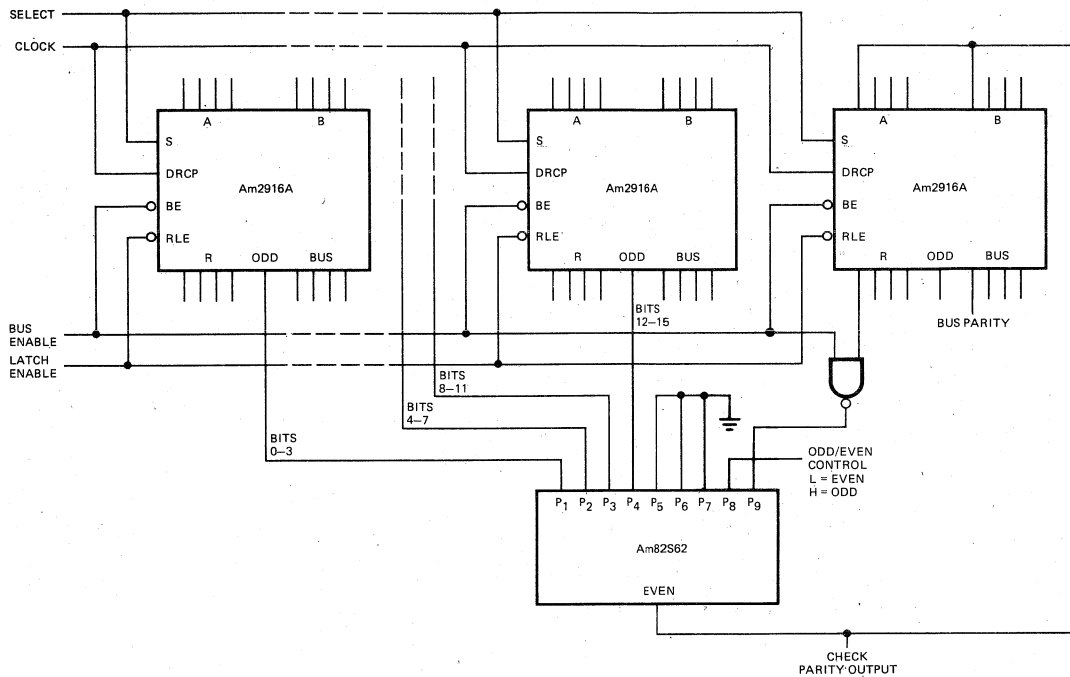 SELECT
CLOCK
A
B
S
DRCP
Am2916A
BE
RLE
R
ODD
BUS
A
B
S
DRCP
Am2916A
BE
RLE
R
ODD
BUS
A
B
S
DRCP
Am2916A
BE
RLE
R
ODD
BUS
BUS
ENABLE
LATCH
ENABLE
BITS
12–15
BUS PARITY
BITS
8–11
BITS
4–7
BITS
0–3
ODD/EVEN
CONTROL
L = EVEN
H = ODD
P1 P2 P3 P4 P5 P6 P7 P8 P9
Am82S62
EVEN
CHECK
PARITY OUTPUT